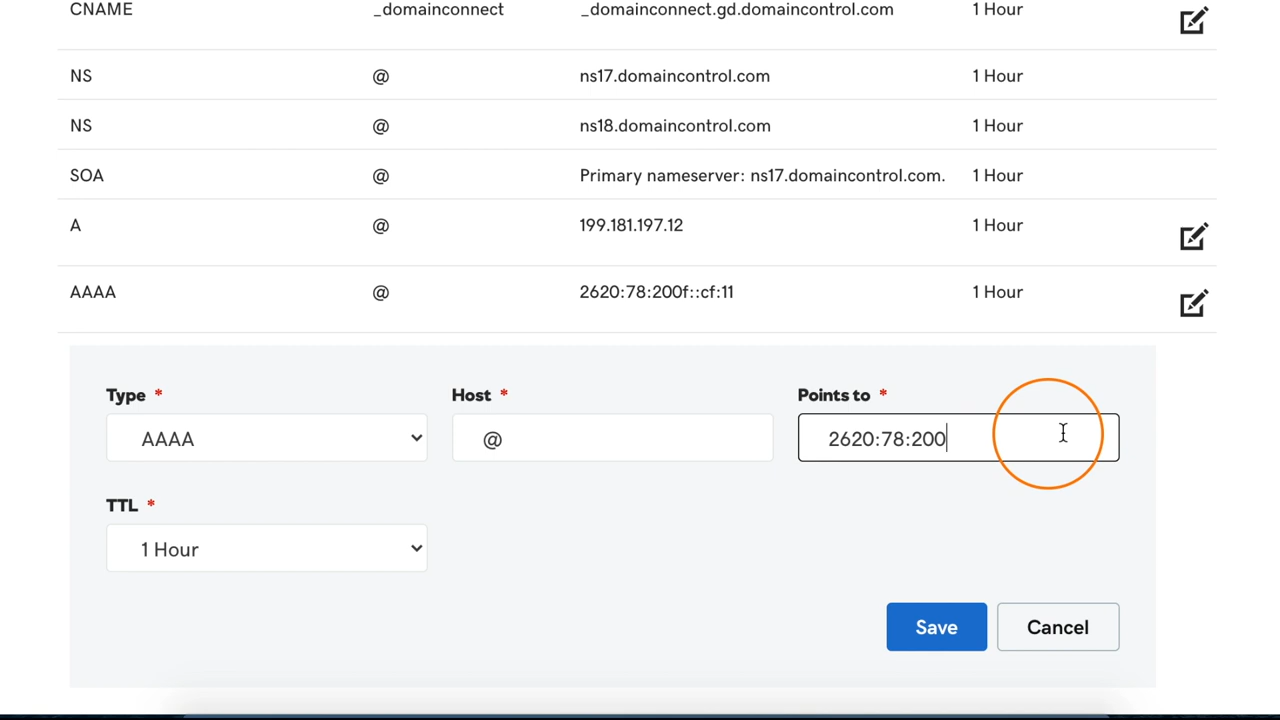 CNAME _domainconnect _domainconnect.gd.domaincontrol.com 1 Hour
NS @ ns17.domaincontrol.com 1 Hour
NS @ ns18.domaincontrol.com 1 Hour
SOA @ Primary nameserver: ns17.domaincontrol.com. 1 Hour
A @ 199.181.197.12 1 Hour
AAAA @ 2620:78:200f::cf:11 1 Hour
Type * Host * Points to *
AAAA @ 2620:78:200
TTL *
1 Hour
Save Cancel